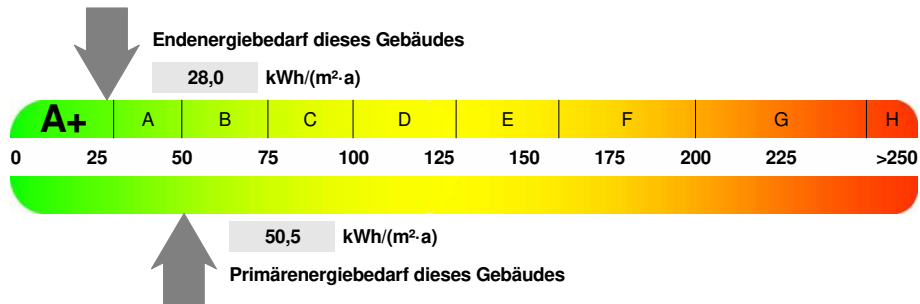 Endenergiebedarf dieses Gebäudes
28,0 kWh/(m²·a)
A+ A B C D E F G H
0 25 50 75 100 125 150 175 200 225 >250
50,5 kWh/(m²·a)
Primärenergiebedarf dieses Gebäudes